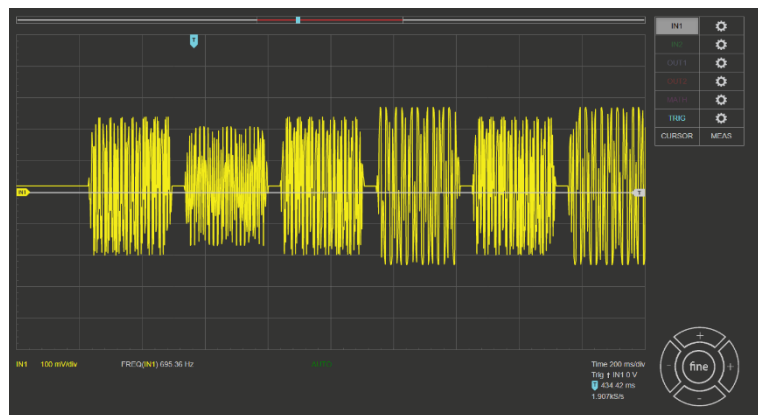 T
IN1
IN2
OUT1
OUT2
MATH
TRIG
CURSOR MEAS
IN1
T
+
- fine +
-
IN1 100 mV/div FREQ(IN1) 695.36 Hz AUTO Time 200 ms/div
Trig IN1 0 V
T 434.42 ms
1.907kS/s